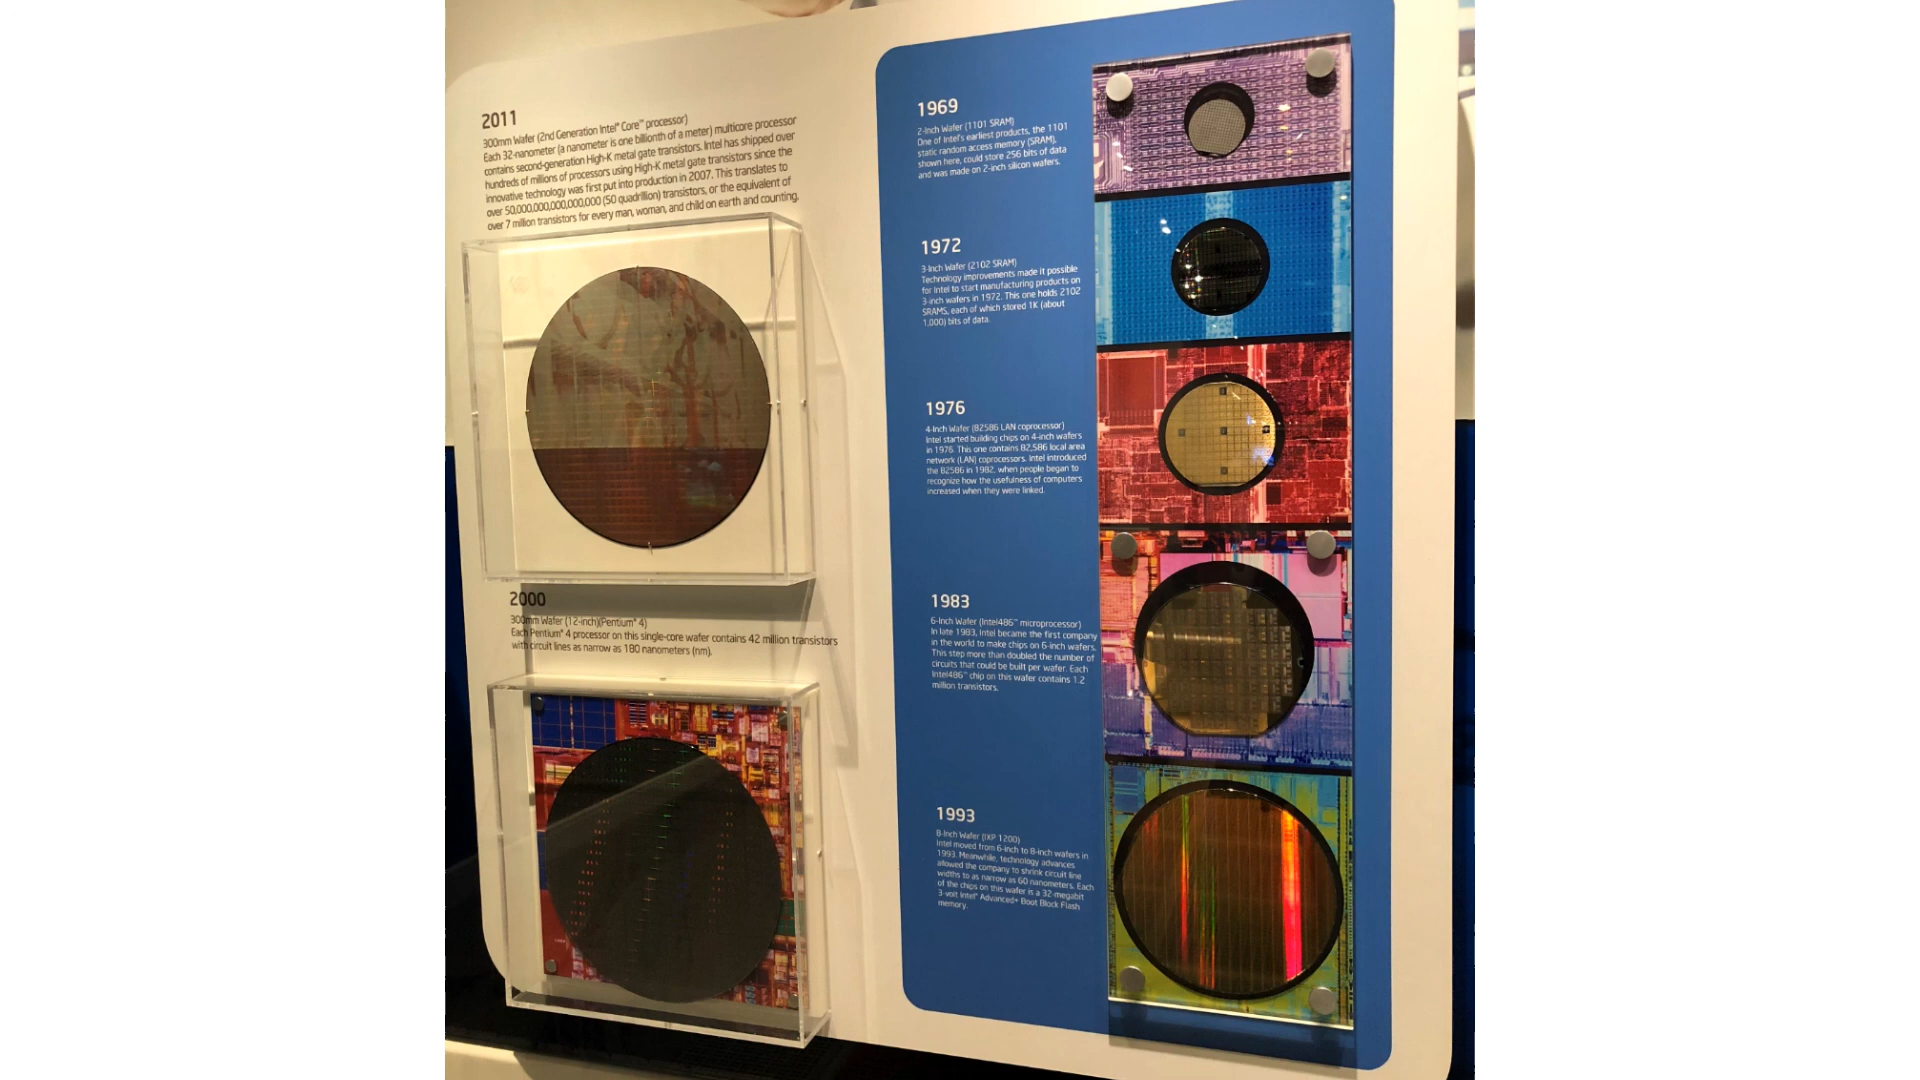 2011
300mm Wafer (2nd Generation Intel® Core™ processor)
Each 32-nanometer (a nanometer is one billionth of a meter) multicore processor
contains second-generation High-K metal gate transistors. Intel has shipped over
hundreds of millions of processors using High-K metal gate transistors since the
innovative technology was first put into production in 2007. This translates to
over 50,000,000,000,000,000 (50 quadrillion) transistors, or the equivalent of
over 7 million transistors for every man, woman, and child on earth and counting.
2000
300mm Wafer (12-inch)(Pentium® 4)
Each Pentium® 4 processor on this single-core wafer contains 42 million transistors
with circuit lines as narrow as 180 nanometers (nm).
1969
2-Inch Wafer (1101 SRAM)
One of Intel's earliest products, the 1101
static random access memory (SRAM),
shown here, could store 256 bits of data
and was made on 2-inch silicon wafers.
1972
3-Inch Wafer (2102 SRAM)
Technology improvements made it possible
for Intel to start manufacturing products on
3-inch wafers in 1972. This one holds 2102
SRAMS, each of which stored 1K (about
1,000) bits of data.
1976
4-Inch Wafer (82586 LAN coprocessor)
Intel started building chips on 4-inch wafers
in 1976. This one contains 82,586 local area
network (LAN) coprocessors. Intel introduced
the 82586 in 1982, when people began to
recognize how the usefulness of computers
increased when they were linked.
1983
6-Inch Wafer (Intel486™ microprocessor)
In late 1983, Intel became the first company
in the world to make chips on 6-inch wafers.
This step more than doubled the number of
circuits that could be built per wafer. Each
Intel486™ chip on this wafer contains 1.2
million transistors.
1993
8-Inch Wafer (IXP 1200)
Intel moved from 6-inch to 8-inch wafers in
1993. Meanwhile, technology advances
allowed the company to shrink circuit line
widths to as narrow as 60 nanometers. Each
of the chips on this wafer is a 32-megabit
3-volt Intel® Advanced+ Boot Block Flash
memory.